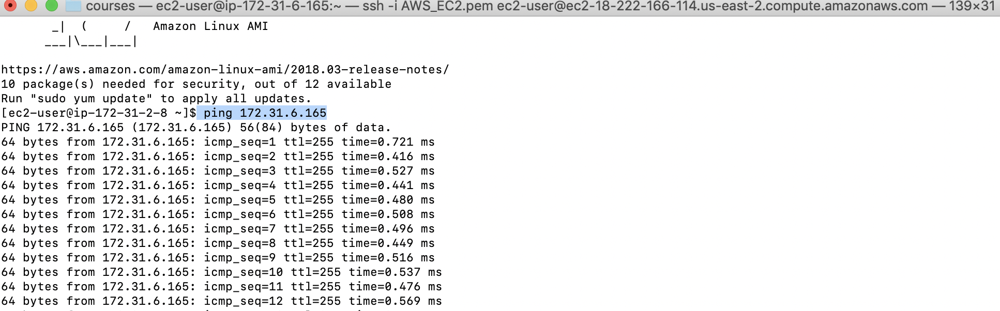 courses — ec2-user@ip-172-31-6-165:~ — ssh -i AWS_EC2.pem ec2-user@ec2-18-222-166-114.us-east-2.compute.amazonaws.com — 139×31
_|  (     /   Amazon Linux AMI
___|\___|___|
https://aws.amazon.com/amazon-linux-ami/2018.03-release-notes/
10 package(s) needed for security, out of 12 available
Run "sudo yum update" to apply all updates.
[ec2-user@ip-172-31-2-8 ~]$ ping 172.31.6.165
PING 172.31.6.165 (172.31.6.165) 56(84) bytes of data.
64 bytes from 172.31.6.165: icmp_seq=1 ttl=255 time=0.721 ms
64 bytes from 172.31.6.165: icmp_seq=2 ttl=255 time=0.416 ms
64 bytes from 172.31.6.165: icmp_seq=3 ttl=255 time=0.527 ms
64 bytes from 172.31.6.165: icmp_seq=4 ttl=255 time=0.441 ms
64 bytes from 172.31.6.165: icmp_seq=5 ttl=255 time=0.480 ms
64 bytes from 172.31.6.165: icmp_seq=6 ttl=255 time=0.508 ms
64 bytes from 172.31.6.165: icmp_seq=7 ttl=255 time=0.496 ms
64 bytes from 172.31.6.165: icmp_seq=8 ttl=255 time=0.449 ms
64 bytes from 172.31.6.165: icmp_seq=9 ttl=255 time=0.516 ms
64 bytes from 172.31.6.165: icmp_seq=10 ttl=255 time=0.537 ms
64 bytes from 172.31.6.165: icmp_seq=11 ttl=255 time=0.476 ms
64 bytes from 172.31.6.165: icmp_seq=12 ttl=255 time=0.569 ms